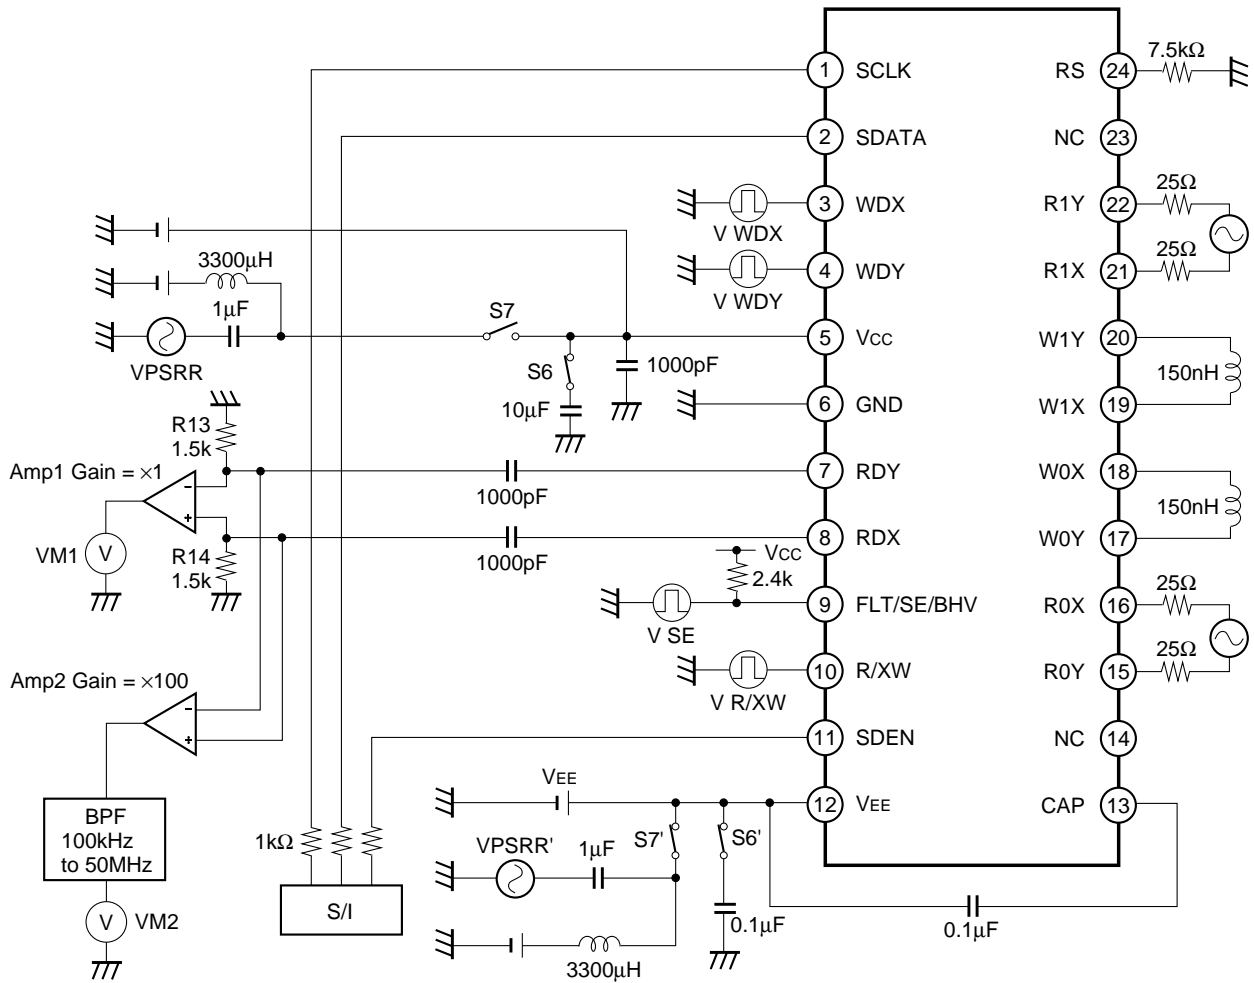 1 SCLK
RS 24
7.5kΩ
2 SDATA
NC 23
3 WDX
V WDX
R1Y 22
25Ω
4 WDY
V WDY
R1X 21
25Ω
3300µH
1µF
VPSRR
S7
5 VCC
W1Y 20
S6
1000pF
10µF
150nH
6 GND
W1X 19
R13
1.5k
Amp1 Gain = ×1
−
+
7 RDY
1000pF
W0X 18
150nH
8 RDX
1000pF
W0Y 17
R14
1.5k
VM1
V
VCC
2.4k
9 FLT/SE/BHV
V SE
R0X 16
25Ω
10 R/XW
V R/XW
R0Y 15
25Ω
Amp2 Gain = ×100
−
+
11 SDEN
NC 14
VEE
12 VEE
CAP 13
BPF
100kHz
to 50MHz
1kΩ
S7'
S6'
VPSRR'
1µF
S/I
V
VM2
0.1µF
0.1µF
3300µH